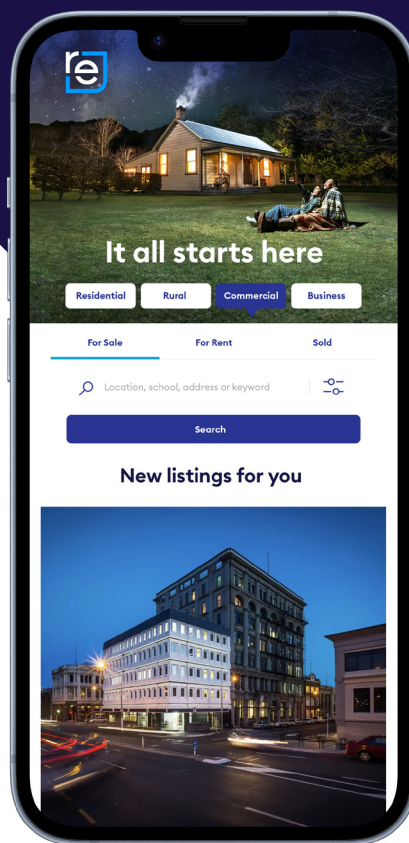 re
It all starts here
Residential Rural Commercial Business
For Sale For Rent Sold
Location, school, address or keyword
Search
New listings for you